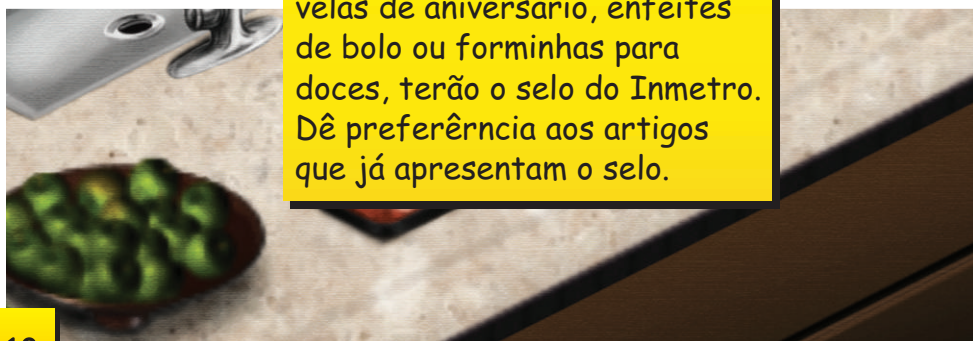 velas de aniversário, enfeites
de bolo ou forminhas para
doces, terão o selo do Inmetro.
Dê preferêrncia aos artigos
que já apresentam o selo.